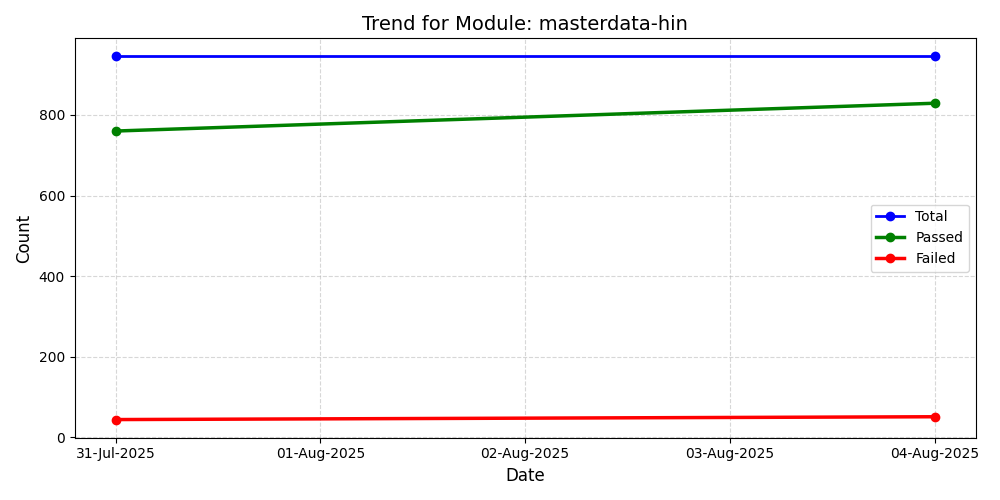 Trend for Module: masterdata-hin
Count
800
600
400
200
0
Total
Passed
Failed
31-Jul-2025
01-Aug-2025
02-Aug-2025
03-Aug-2025
04-Aug-2025
Date